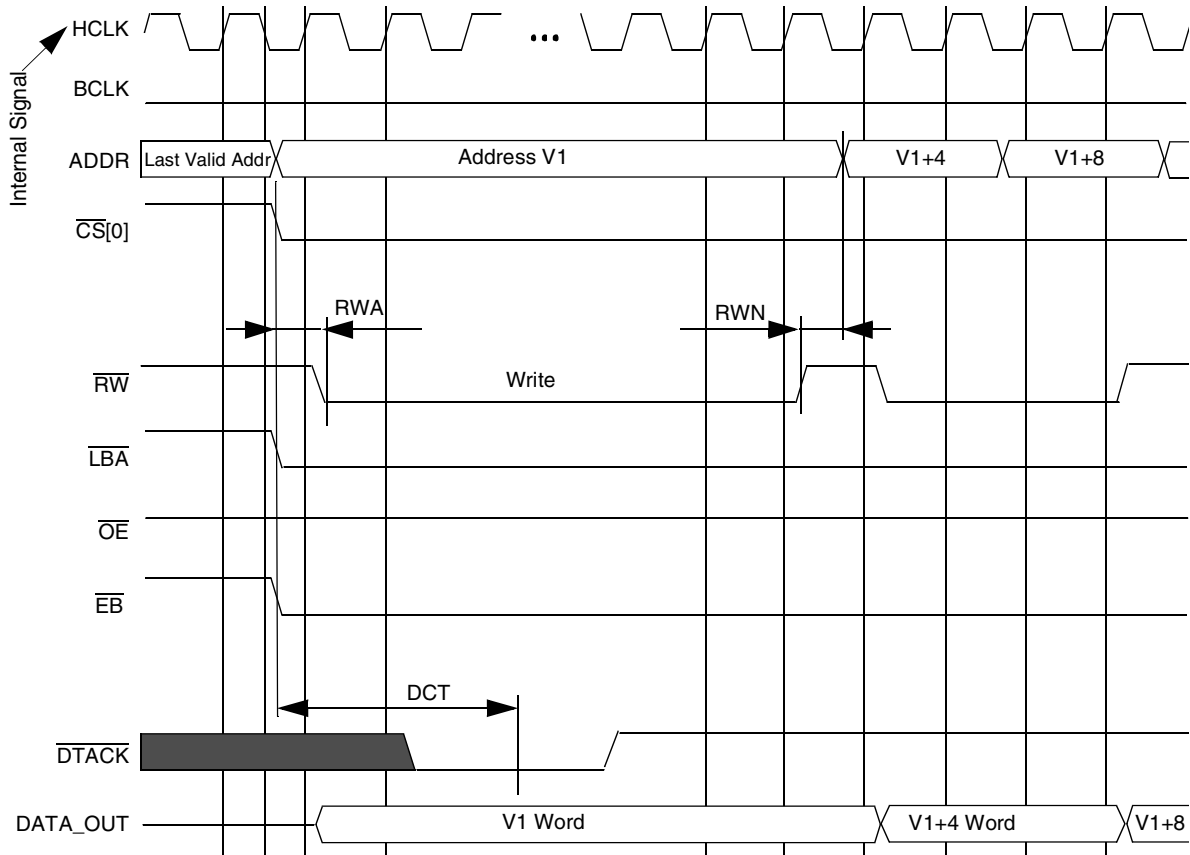 HCLK
...
Internal Signal
BCLK
ADDR Last Valid Addr Address V1 V1+4 V1+8
CS[0]
RWA RWN
RW Write
LBA
OE
EB
DCT
DTACK
DATA_OUT V1 Word V1+4 Word V1+8